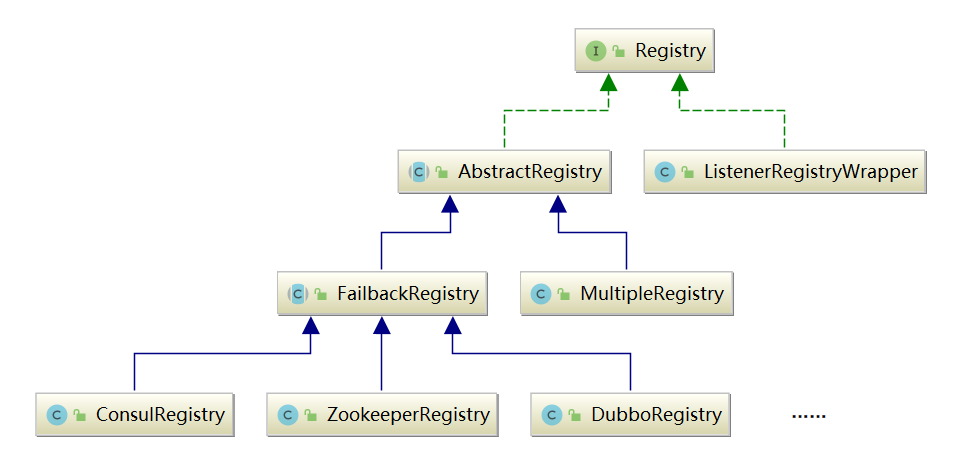 I Registry
C AbstractRegistry
C ListenerRegistryWrapper
C FailbackRegistry
C MultipleRegistry
C ConsulRegistry
C ZookeeperRegistry
C DubboRegistry
......